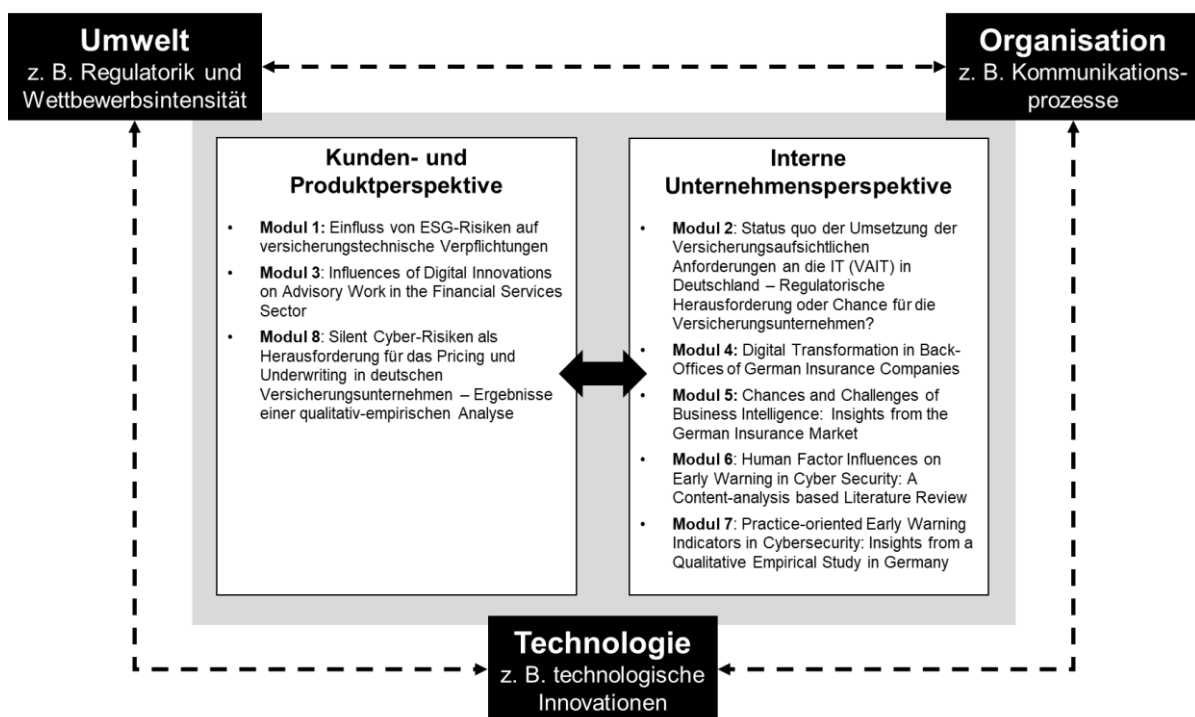 Umwelt
z. B. Regulatorik und
Wettbewerbsintensität
Organisation
z. B. Kommunikations-
prozesse
Kunden- und
Produktperspektive
• Modul 1: Einfluss von ESG-Risiken auf
versicherungstechnische Verpflichtungen
• Modul 3: Influences of Digital Innovations
on Advisory Work in the Financial Services
Sector
• Modul 8: Silent Cyber-Risiken als
Herausforderung für das Pricing und
Underwriting in deutschen
Versicherungsunternehmen – Ergebnisse
einer qualitativ-empirischen Analyse
Interne
Unternehmensperspektive
• Modul 2: Status quo der Umsetzung der
Versicherungsaufsichtlichen
Anforderungen an die IT (VAIT) in
Deutschland – Regulatorische
Herausforderung oder Chance für die
Versicherungsunternehmen?
• Modul 4: Digital Transformation in Back-
Offices of German Insurance Companies
• Modul 5: Chances and Challenges of
Business Intelligence: Insights from the
German Insurance Market
• Modul 6: Human Factor Influences on
Early Warning in Cyber Security: A
Content-analysis based Literature Review
• Modul 7: Practice-oriented Early Warning
Indicators in Cybersecurity: Insights from a
Qualitative Empirical Study in Germany
Technologie
z. B. technologische
Innovationen